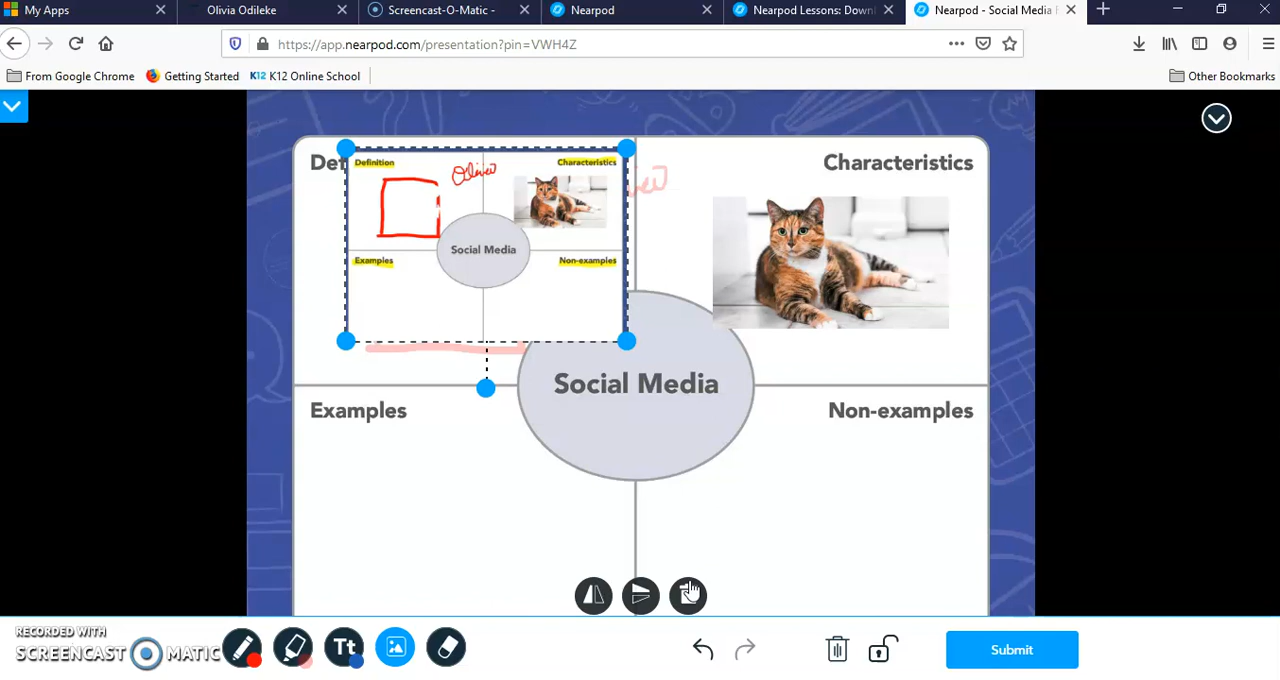 My Apps
Olivia Odileke
Screencast-O-Matic -
Nearpod
Nearpod Lessons: Downl
Nearpod - Social Media F
https://app.nearpod.com/presentation?pin=VWH4Z
From Google Chrome
Getting Started
K12 K12 Online School
Other Bookmarks
Characteristics
Definition
Characteristics
Social Media
Examples
Non-examples
Social Media
Examples
Non-examples
RECORDED WITH
SCREENCAST MATIC
Tt
Submit